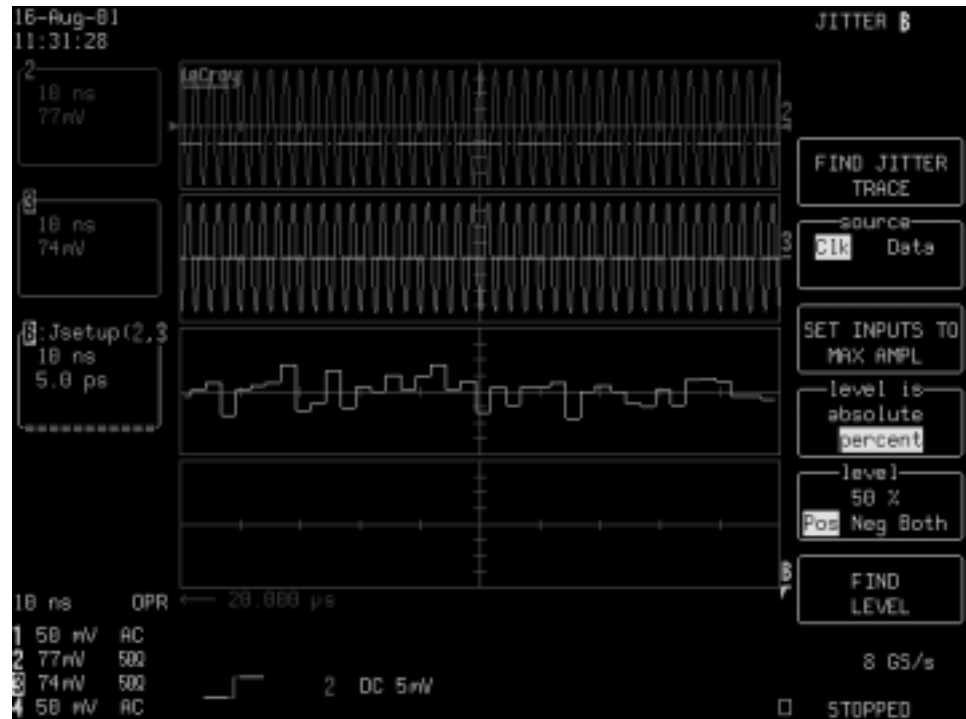 16-Aug-01
11:31:28
JITTER B
2
10 ns
77mV
LeCroy
2
FIND JITTER
TRACE
3
10 ns
74mV
3
source
Clk Data
B:Jsetup(2,3
10 ns
5.0 ps
SET INPUTS TO
MAX AMPL
level is
absolute
percent
level
50 %
Pos Neg Both
B
FIND
LEVEL
10 ns OPR ← 20.000 µs
1 50 mV AC
2 77mV 50Ω
3 74mV 50Ω
4 50 mV AC
2 DC 5mV
8 GS/s
STOPPED